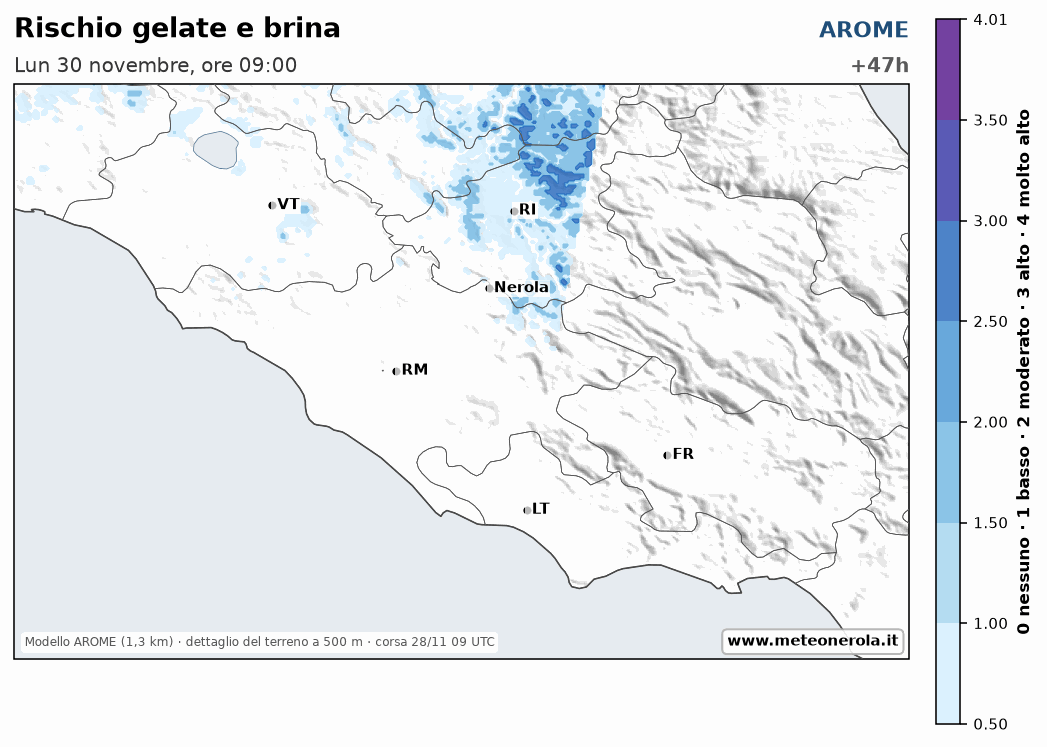 Rischio gelate e brina
AROME
Lun 30 novembre, ore 09:00
+47h
VT
RI
Nerola
RM
FR
LT
Modello AROME (1,3 km) · dettaglio del terreno a 500 m · corsa 28/11 09 UTC
www.meteonerola.it
4.01
3.50
3.00
2.50
2.00
1.50
1.00
0.50
0 nessuno · 1 basso · 2 moderato · 3 alto · 4 molto alto